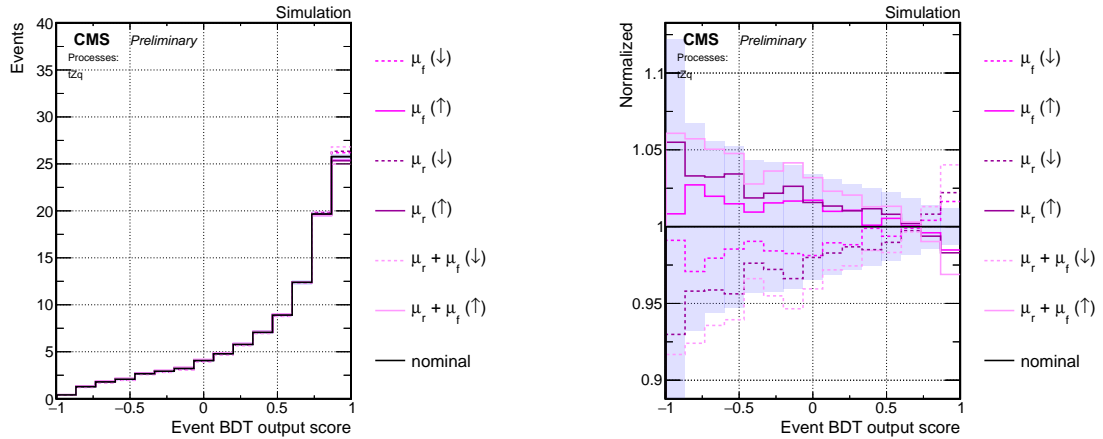 Simulation
CMS Preliminary
Processes:
tZq
Events
40
35
30
25
20
15
10
5
0
−1 −0.5 0 0.5 1
Event BDT output score
μf (↓)
μf (↑)
μr (↓)
μr (↑)
μr + μf (↓)
μr + μf (↑)
nominal
Simulation
CMS Preliminary
Processes:
tZq
Normalized
1.1
1.05
1
0.95
0.9
−1 −0.5 0 0.5 1
Event BDT output score
μf (↓)
μf (↑)
μr (↓)
μr (↑)
μr + μf (↓)
μr + μf (↑)
nominal